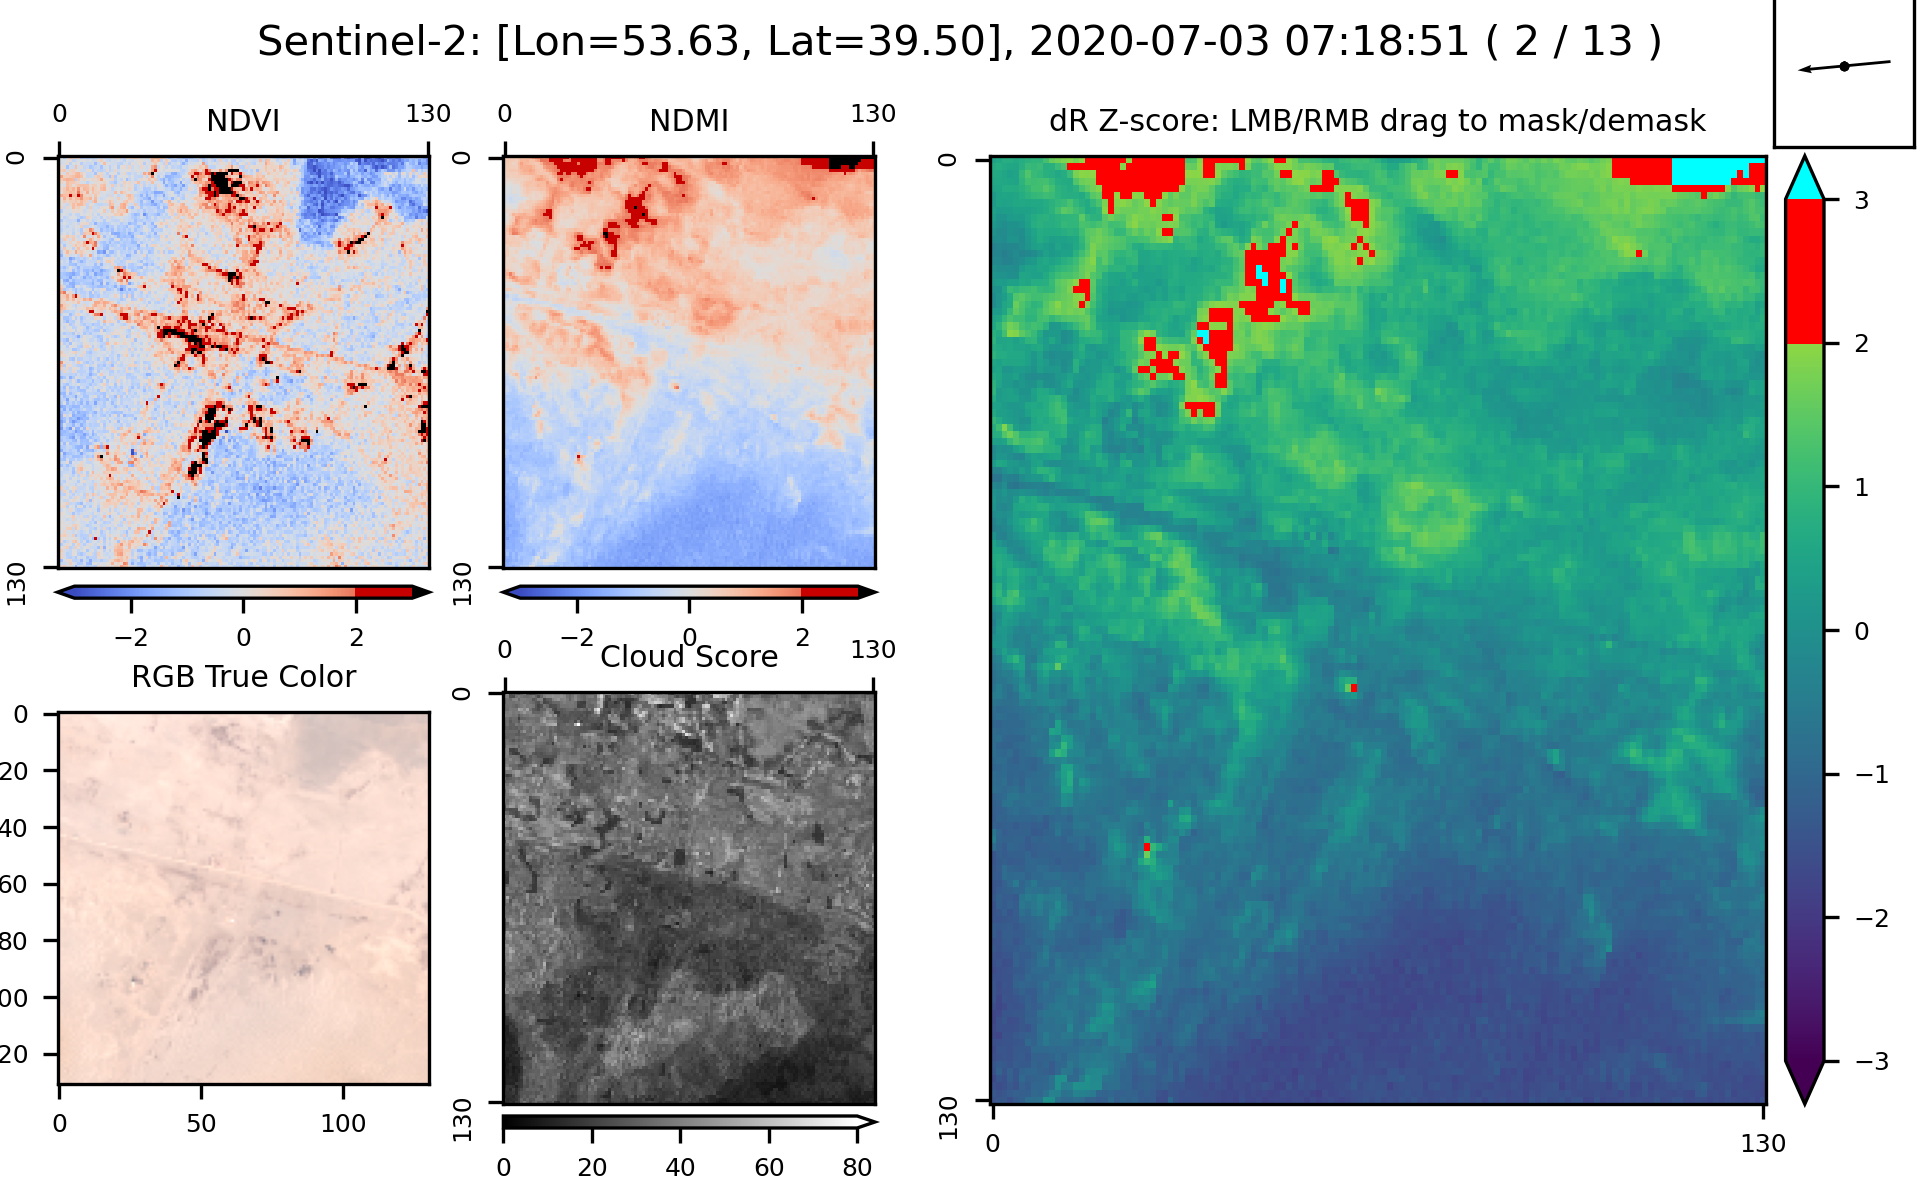 Sentinel-2: [Lon=53.63, Lat=39.50], 2020-07-03 07:18:51 ( 2 / 13 )
0 NDVI 130
0 NDMI 130
dR Z-score: LMB/RMB drag to mask/demask
0
0
0
3
2
1
0
−1
−2
−3
130
130
130
−2 0 2
−2 0 2
0 Cloud Score 130
RGB True Color
0
20
40
60
80
00
20
0 50 100
0
130
0 20 40 60 80
0 130